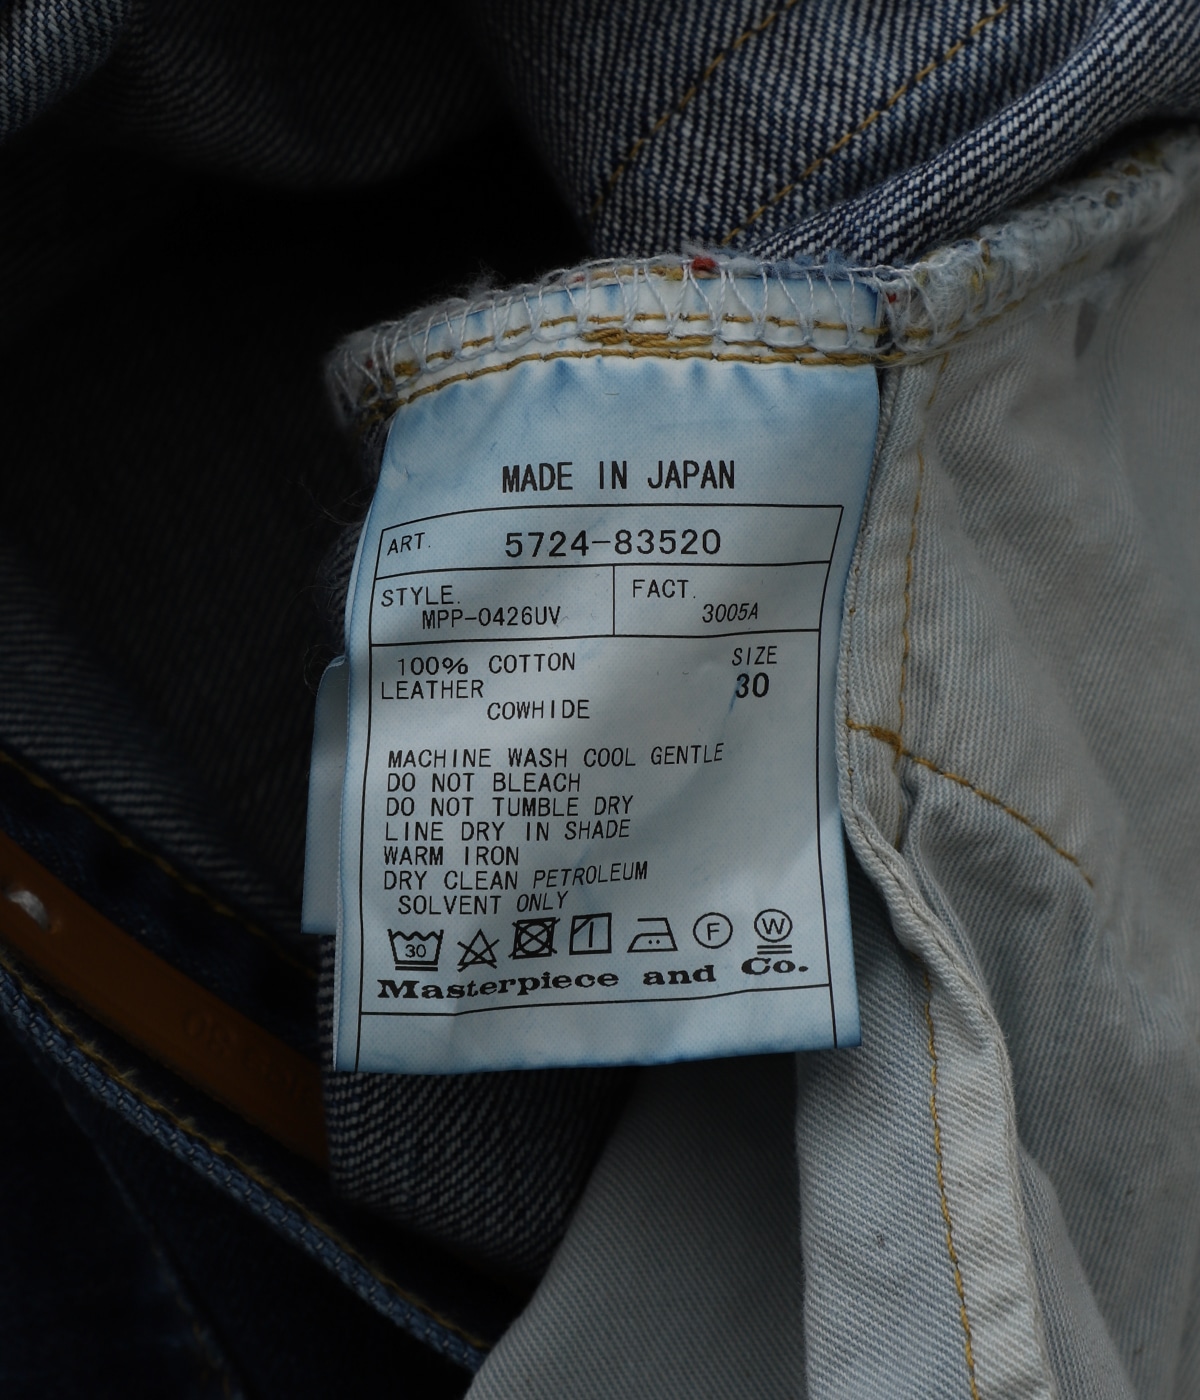 MADE IN JAPAN
ART. 5724-83520
STYLE. FACT.
MPP-0426UV 3005A
100% COTTON SIZE
LEATHER 30
COWHIDE
MACHINE WASH COOL GENTLE
DO NOT BLEACH
DO NOT TUMBLE DRY
LINE DRY IN SHADE
WARM IRON
DRY CLEAN PETROLEUM
SOLVENT ONLY
30 F W
Masterpiece and Co.